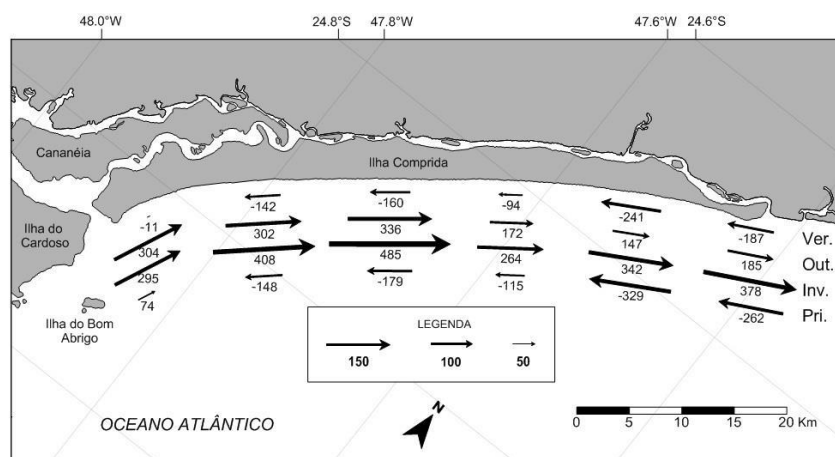 48.0°W 24.8°S 47.8°W 47.6°W 24.6°S
Cananéia
Ilha Comprida
Ilha do
Cardoso
-11 -142 -160 -94 -241 -187 Ver.
304 302 336 172 147 185 Out.
295 408 485 264 342 378 Inv.
74 -148 -179 -115 -329 -262 Pri.
Ilha do Bom
Abrigo
LEGENDA
150 100 50
N
OCEANO ATLÂNTICO
0 5 10 15 20 Km